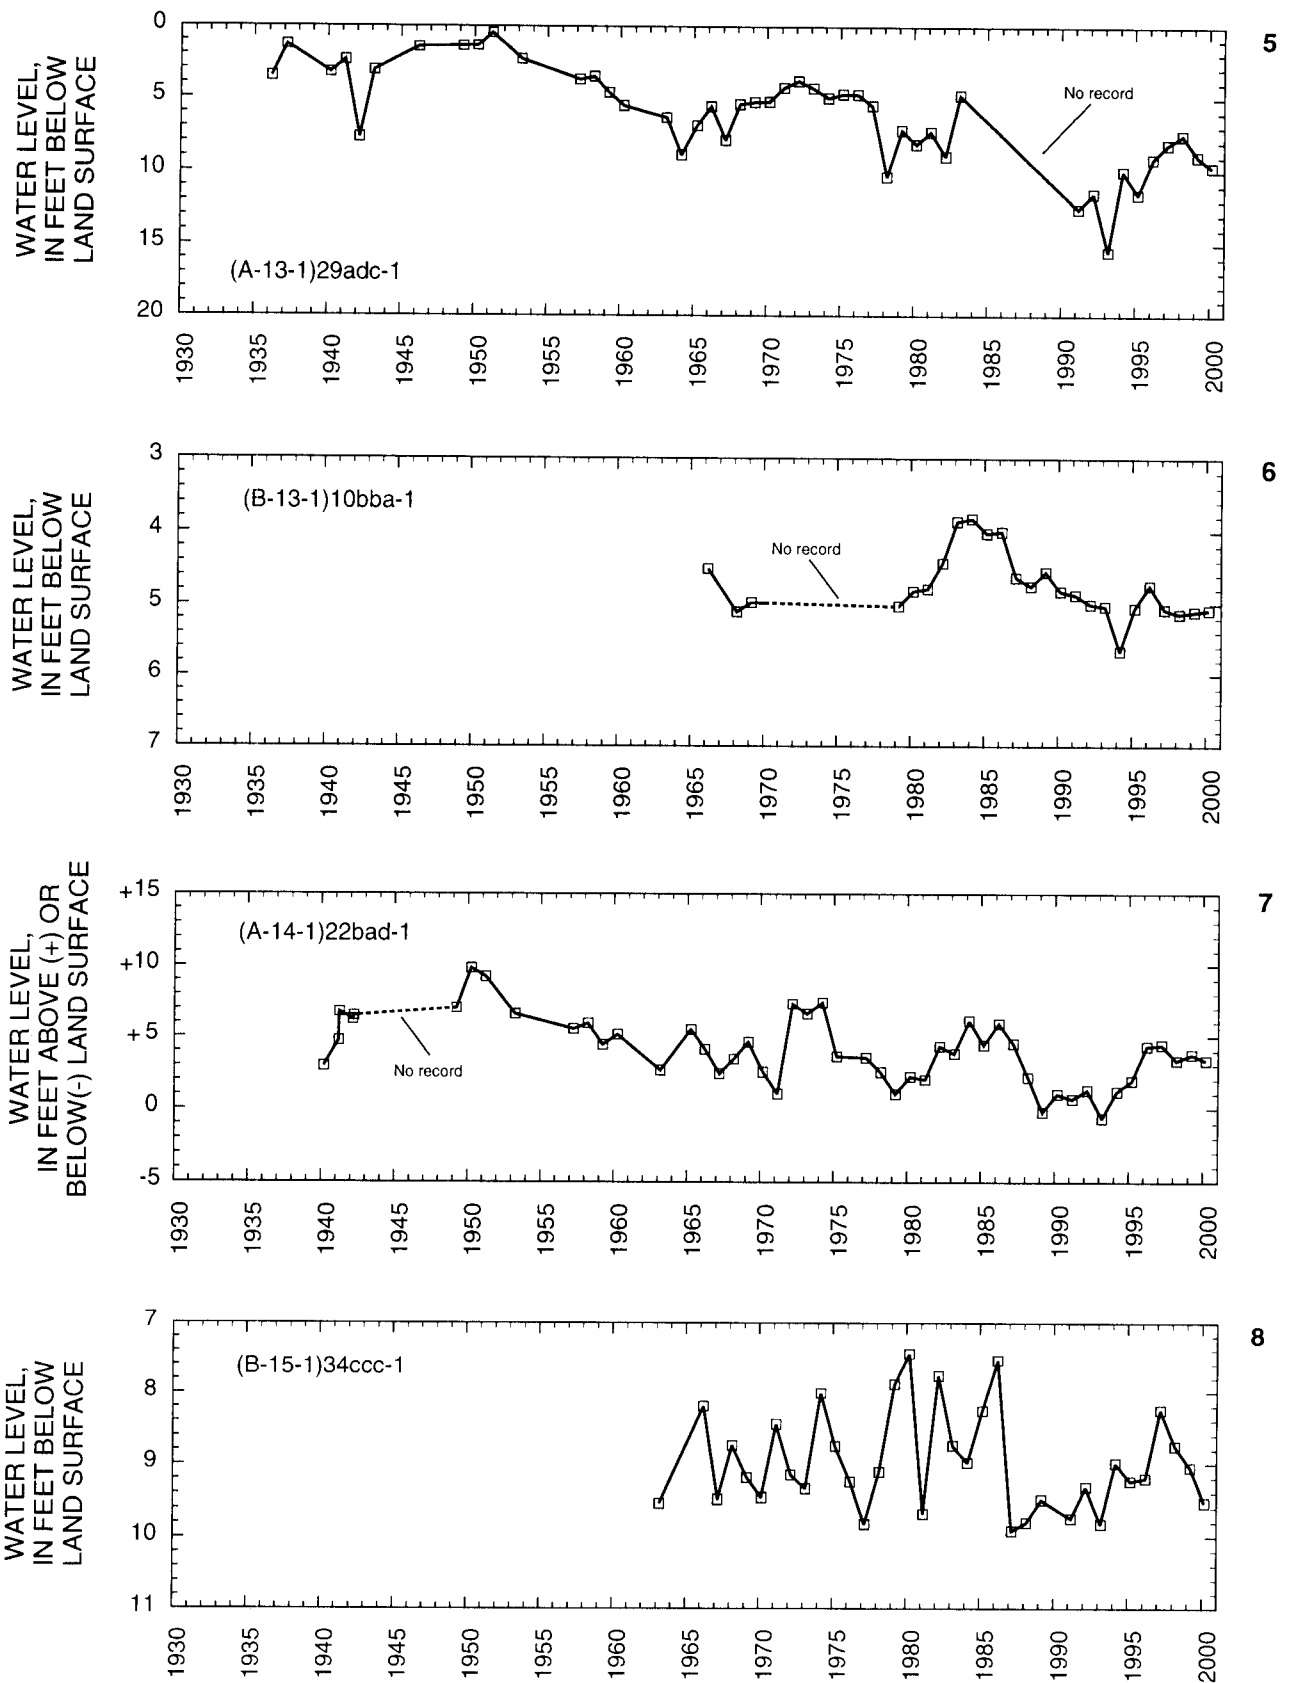 5
WATER LEVEL,
IN FEET BELOW
LAND SURFACE
0
5
10
15
20
No record
(A-13-1)29adc-1
1930 1935 1940 1945 1950 1955 1960 1965 1970 1975 1980 1985 1990 1995 2000
6
WATER LEVEL,
IN FEET BELOW
LAND SURFACE
3
4
5
6
7
(B-13-1)10bba-1
No record
1930 1935 1940 1945 1950 1955 1960 1965 1970 1975 1980 1985 1990 1995 2000
7
WATER LEVEL,
IN FEET ABOVE (+) OR
BELOW(-) LAND SURFACE
+15
+10
+5
0
-5
(A-14-1)22bad-1
No record
1930 1935 1940 1945 1950 1955 1960 1965 1970 1975 1980 1985 1990 1995 2000
8
WATER LEVEL,
IN FEET BELOW
LAND SURFACE
7
8
9
10
11
(B-15-1)34ccc-1
1930 1935 1940 1945 1950 1955 1960 1965 1970 1975 1980 1985 1990 1995 2000